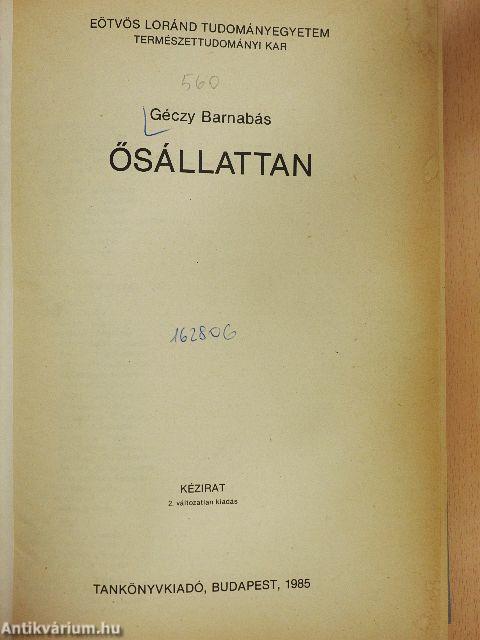 EÖTVÖS LORÁND TUDOMÁNYEGYETEM
TERMÉSZETTUDOMÁNYI KAR
560
Géczy Barnabás
ŐSÁLLATTAN
162806
KÉZIRAT
2. változatlan kiadás
TANKÖNYVKIADÓ, BUDAPEST, 1985
Antikvárium.hu